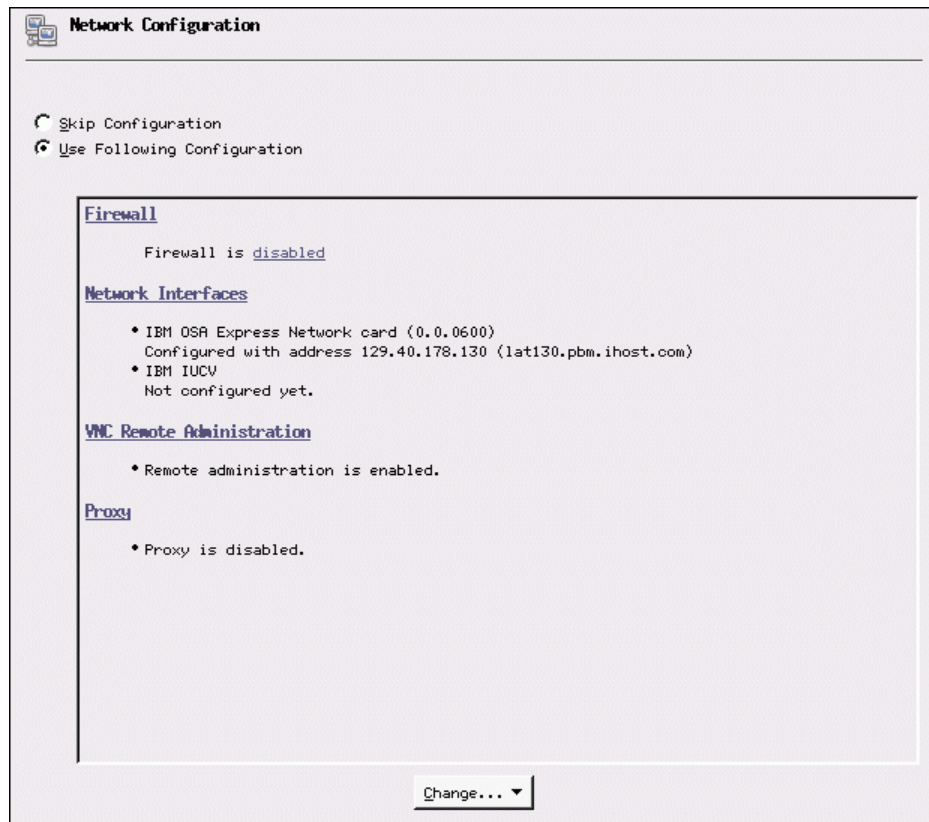 Network Configuration
Skip Configuration
Use Following Configuration
Firewall
Firewall is disabled
Network Interfaces
• IBM OSA Express Network card (0.0.0600)
Configured with address 129.40.178.130 (lat130.pbm.ihost.com)
• IBM IUCV
Not configured yet.
VNC Remote Administration
• Remote administration is enabled.
Proxy
• Proxy is disabled.
Change...